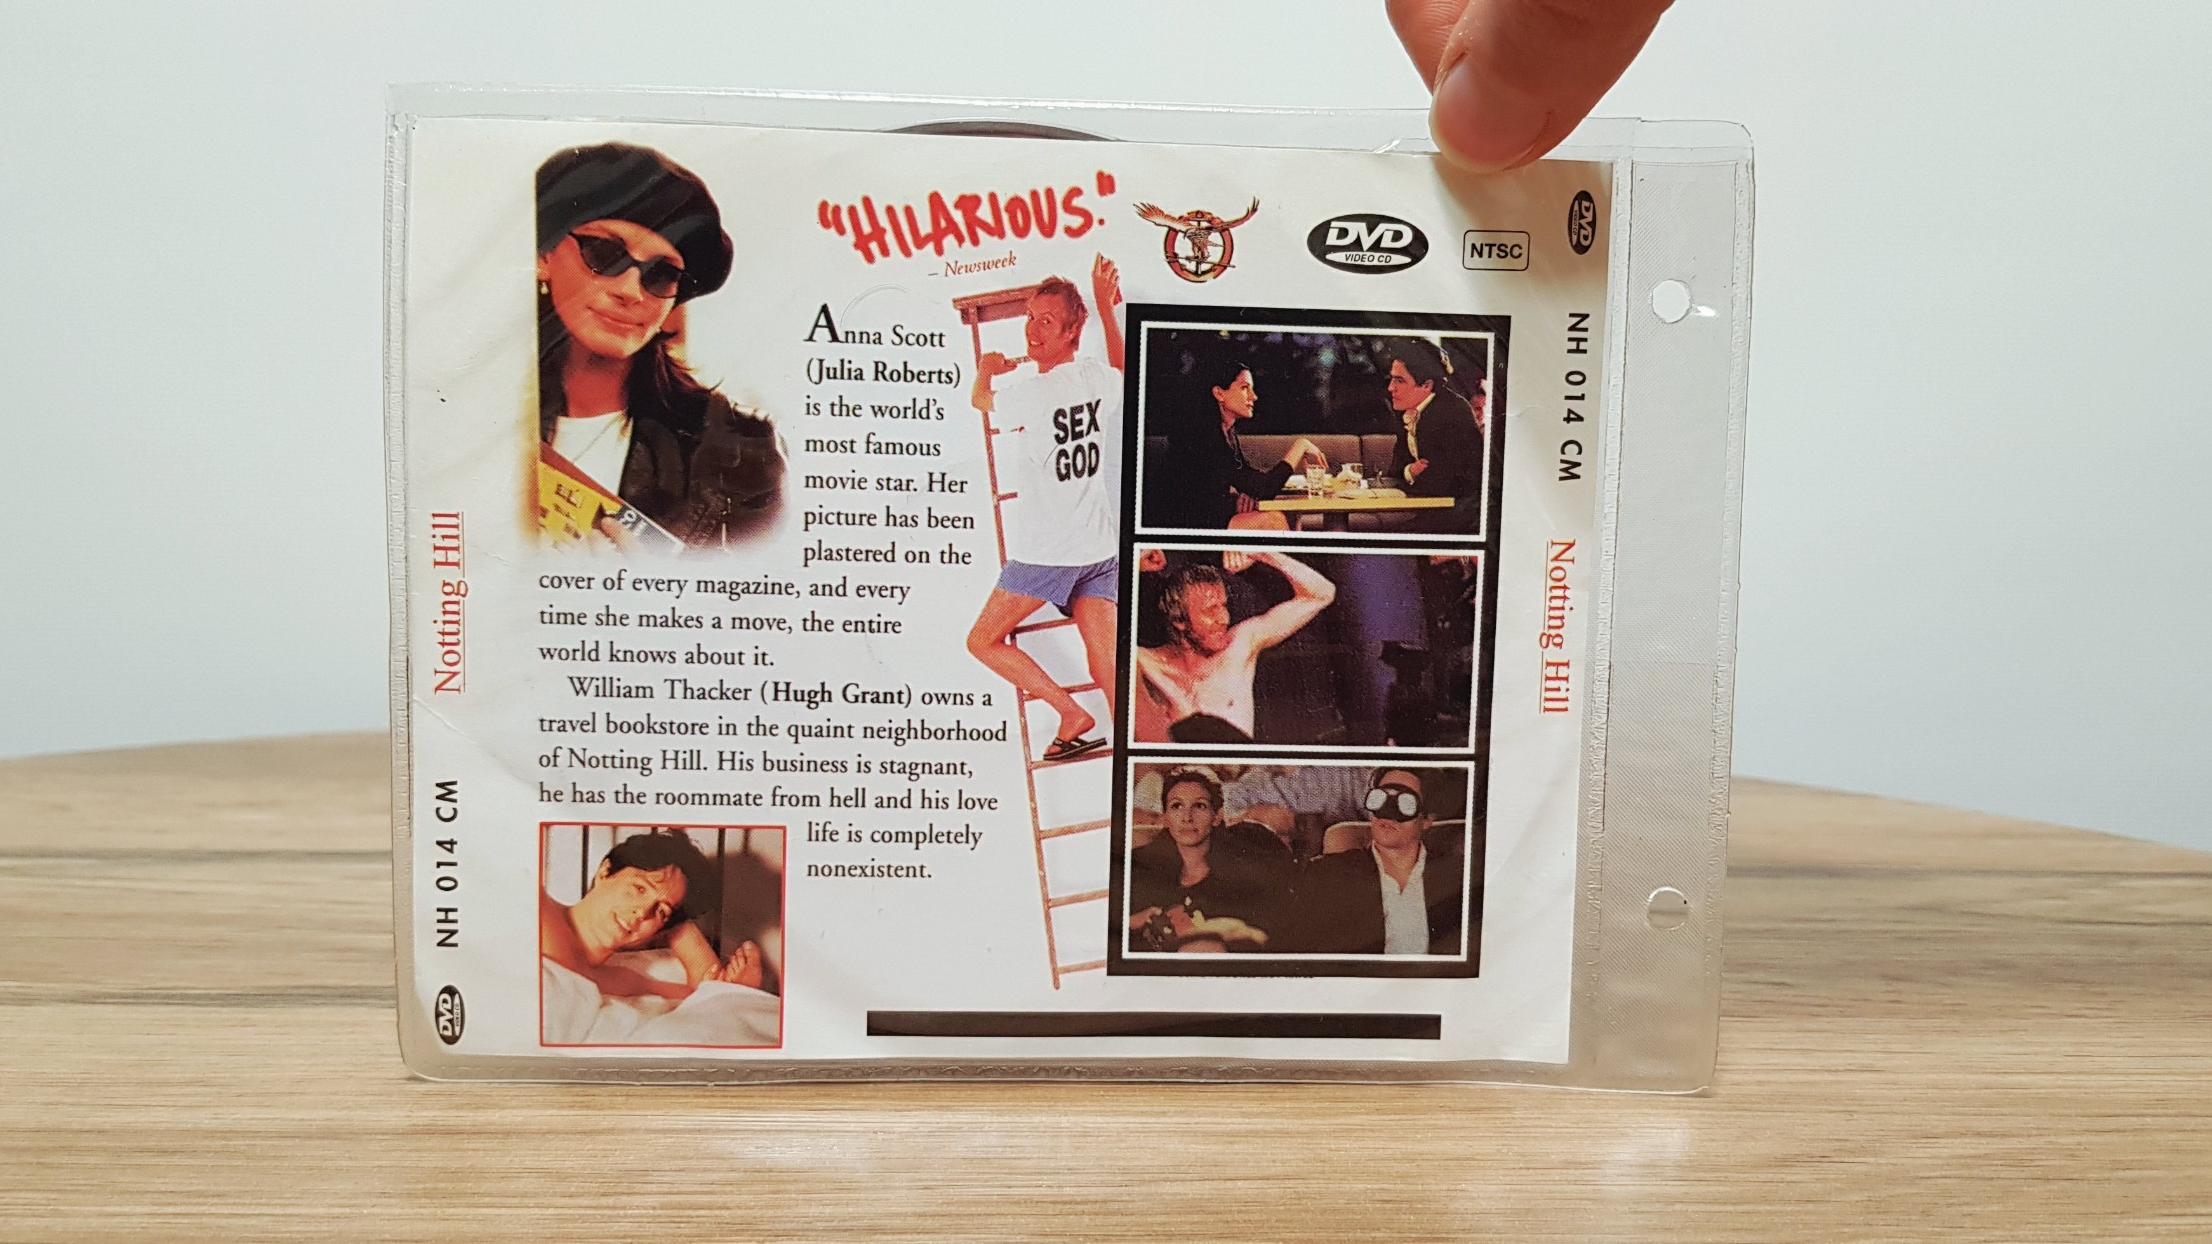 "HILARIOUS."
– Newsweek
DVD
VIDEO CD
NTSC
Anna Scott
(Julia Roberts)
is the world's
most famous
movie star. Her
picture has been
plastered on the
cover of every magazine, and every
time she makes a move, the entire
world knows about it.
William Thacker (Hugh Grant) owns a
travel bookstore in the quaint neighborhood
of Notting Hill. His business is stagnant,
he has the roommate from hell and his love
life is completely
nonexistent.
SEX
GOD
Notting Hill
NH 014 CM
DVD
DVD
NH 014 CM
Notting Hill